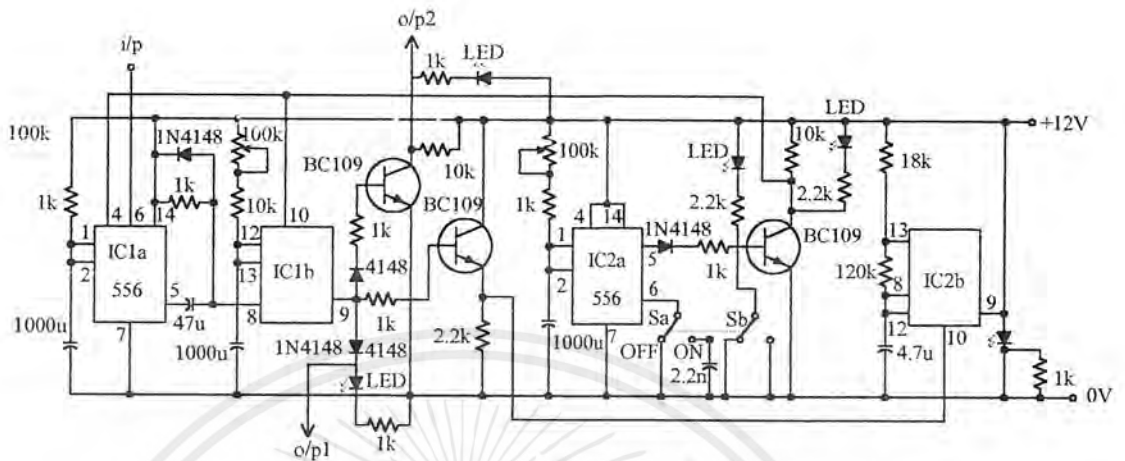 o/p2
i/p
1k
LED
100k
1N4148
100k
10k
BC109
BC109
1k
1k
10k
4 6 14
1
2
IC1a
556
5
7
1000u
47u
10
12
13
IC1b
8
9
1000u
1k
4148
1k
1N4148
4148
LED
1k
o/p1
2.2k
100k
1k
4 14
1
2
IC2a
556
5
6
7
1000u
1N4148
1k
LED
2.2k
Sa
Sb
OFF
ON
2.2n
10k
LED
2.2k
BC109
18k
120k
13
8
12
IC2b
9
10
4.7u
1k
+12V
0V